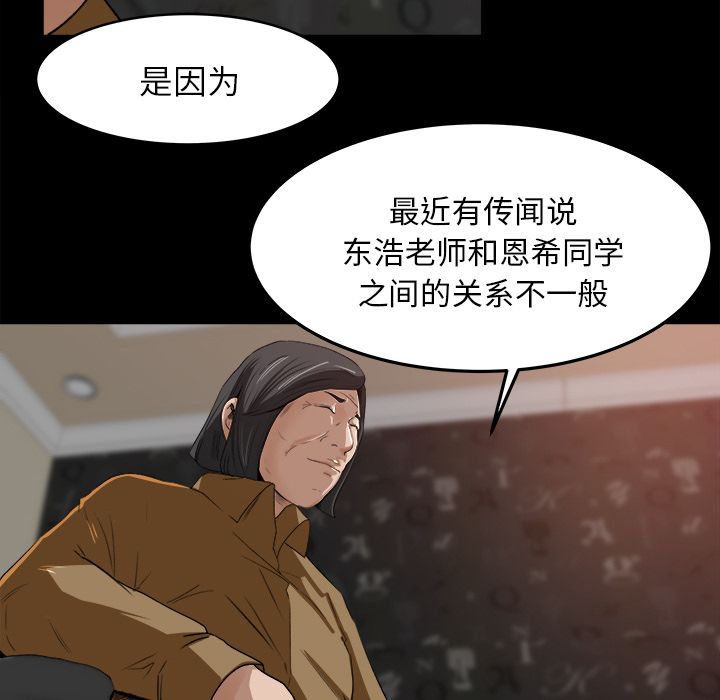 是因为
最近有传闻说
东浩老师和恩希同学
之间的关系不一般